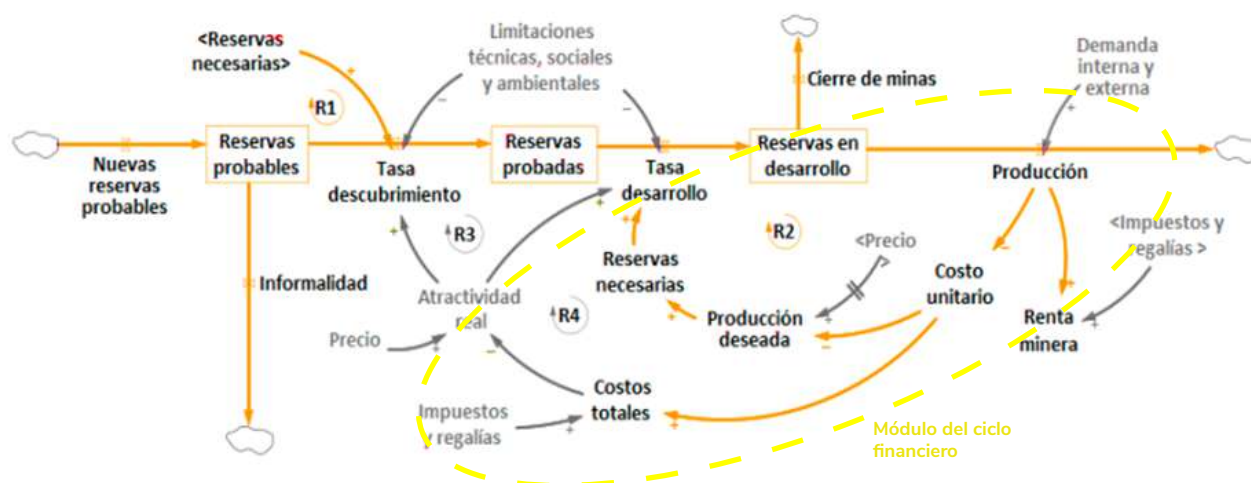 <Reservas
necesarias>
Limitaciones
técnicas, sociales
y ambientales
Demanda
interna y
externa
Cierre de minas
R1
Nuevas
reservas
probables
Reservas
probables
Tasa
descubrimiento
Reservas
probadas
Tasa
desarrollo
Reservas en
desarrollo
Producción
R3
R2
<Impuestos y
regalías >
<Precio
>
Reservas
necesarias
Costo
unitario
Informalidad
Atractividad
real
R4
Producción
deseada
Renta
minera
Precio
Costos
totales
Impuestos
y regalías
Módulo del ciclo
financiero